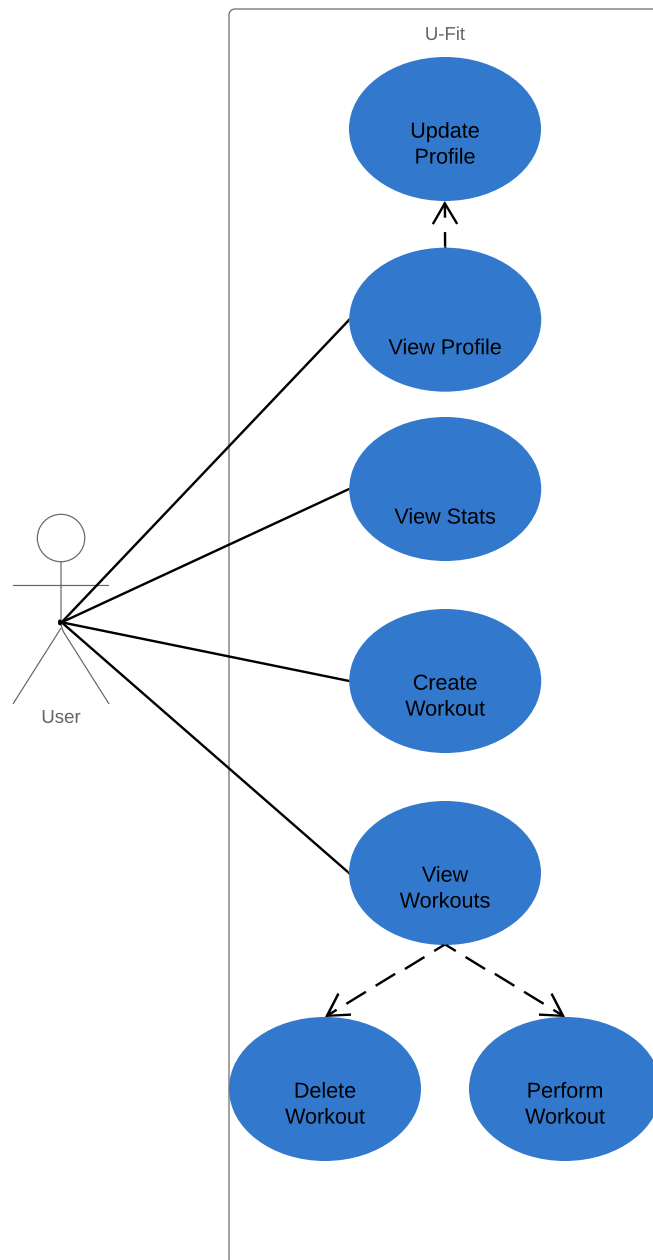 U-Fit
Update
Profile
View Profile
View Stats
Create
Workout
User
View
Workouts
Delete
Workout
Perform
Workout